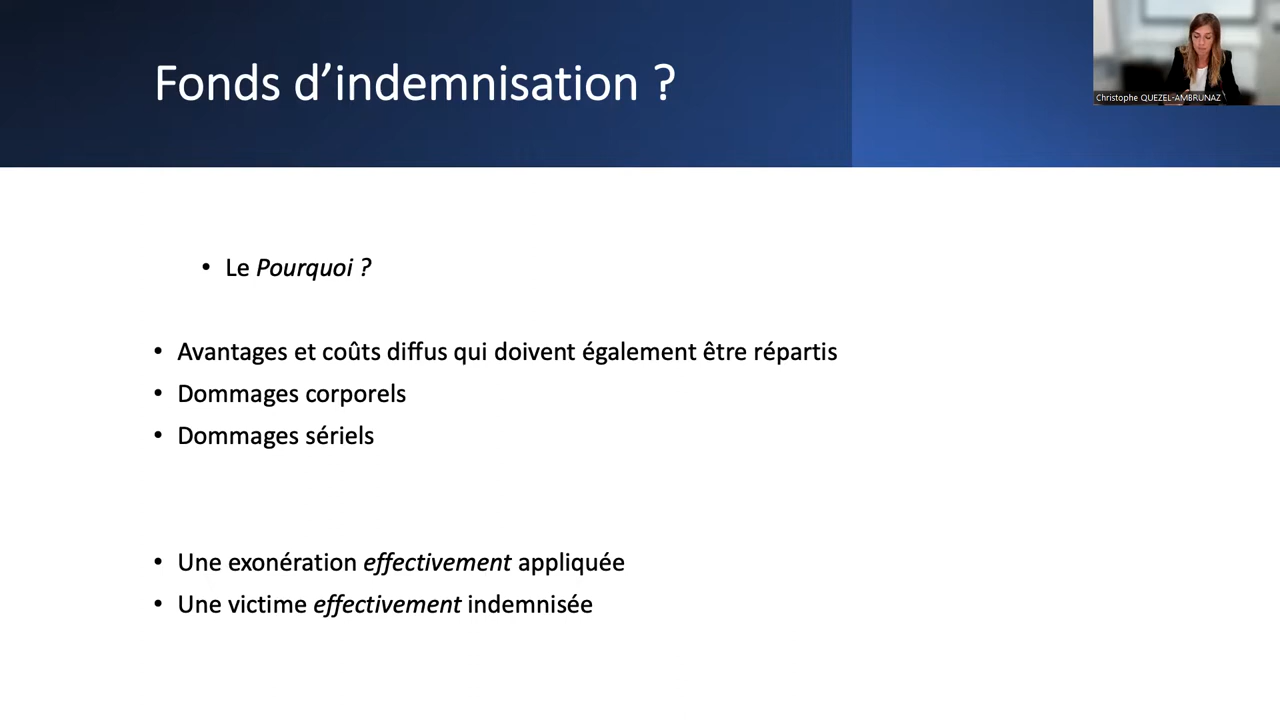 Fonds d’indemnisation ?
Christophe QUEZEL-AMBRUNAZ
• Le Pourquoi ?
• Avantages et coûts diffus qui doivent également être répartis
• Dommages corporels
• Dommages sériels
• Une exonération effectivement appliquée
• Une victime effectivement indemnisée